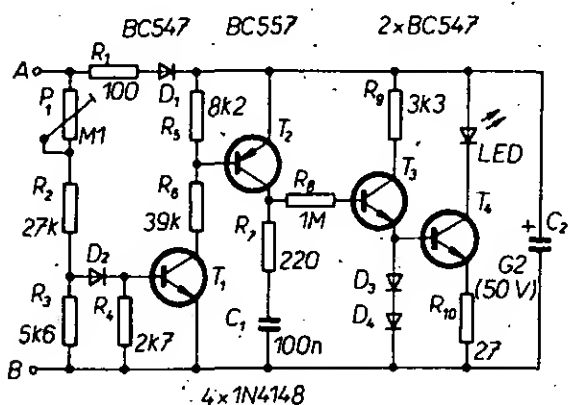 BC547 BC557 2×BC547
A
R1
100
D1
P1
M1
8k2
R5
T2
R9
3k3
LED
R2
27k
R6
39k
R8
1M
T3
T4
C2
+
D2
T1
R7
220
G2
(50 V)
R3
5k6
R4
2k7
C1
100n
D3
D4
R10
27
B
4×1N4148